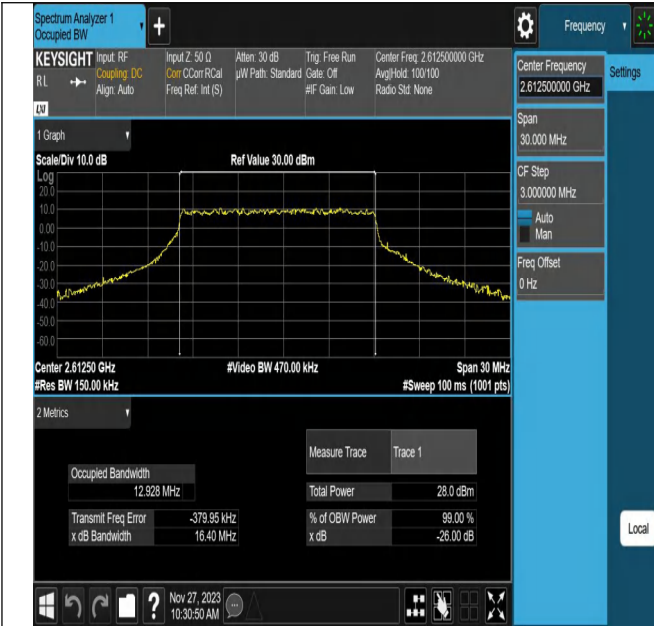 Spectrum Analyzer 1
Occupied BW
+
Frequency
KEYSIGHT
RL
LXI
Input: RF
Coupling: DC
Align: Auto
Input Z: 50 Ω
Corr CCorr RCal
Freq Ref: Int (S)
Atten: 30 dB
µW Path: Standard
Trig: Free Run
Gate: Off
#IF Gain: Low
Center Freq: 2.612500000 GHz
Avg|Hold: 100/100
Radio Std: None
Center Frequency
2.612500000 GHz
Settings
Span
30.000 MHz
CF Step
3.000000 MHz
Auto
Man
Freq Offset
0 Hz
Local
1 Graph
Scale/Div 10.0 dB
Ref Value 30.00 dBm
Log
20.0
10.0
0.00
-10.0
-20.0
-30.0
-40.0
-50.0
-60.0
Center 2.61250 GHz
#Video BW 470.00 kHz
Span 30 MHz
#Res BW 150.00 kHz
#Sweep 100 ms (1001 pts)
2 Metrics
Measure Trace Trace 1
Occupied Bandwidth
12.928 MHz
Total Power 28.0 dBm
Transmit Freq Error -379.95 kHz
% of OBW Power 99.00 %
x dB Bandwidth 16.40 MHz
x dB -26.00 dB
?
Nov 27, 2023
10:30:50 AM